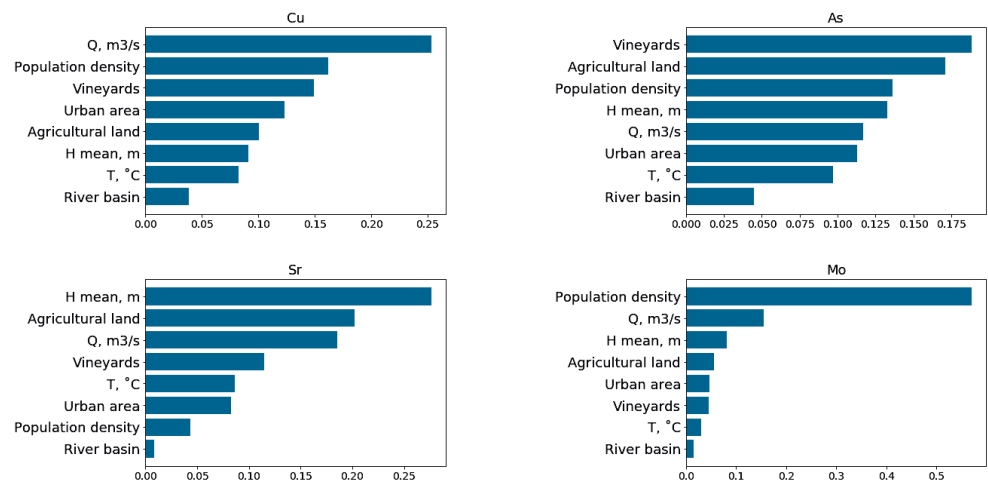 Cu
Q, m3/s
Population density
Vineyards
Urban area
Agricultural land
H mean, m
T, ˚C
River basin
0.00 0.05 0.10 0.15 0.20 0.25
As
Vineyards
Agricultural land
Population density
H mean, m
Q, m3/s
Urban area
T, ˚C
River basin
0.000 0.025 0.050 0.075 0.100 0.125 0.150 0.175
Sr
H mean, m
Agricultural land
Q, m3/s
Vineyards
T, ˚C
Urban area
Population density
River basin
0.00 0.05 0.10 0.15 0.20 0.25
Mo
Population density
Q, m3/s
H mean, m
Agricultural land
Urban area
Vineyards
T, ˚C
River basin
0.0 0.1 0.2 0.3 0.4 0.5